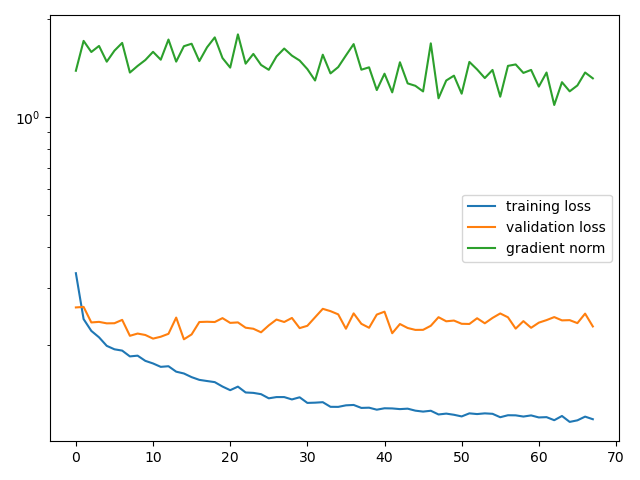 10⁰
training loss
validation loss
gradient norm
0 10 20 30 40 50 60 70